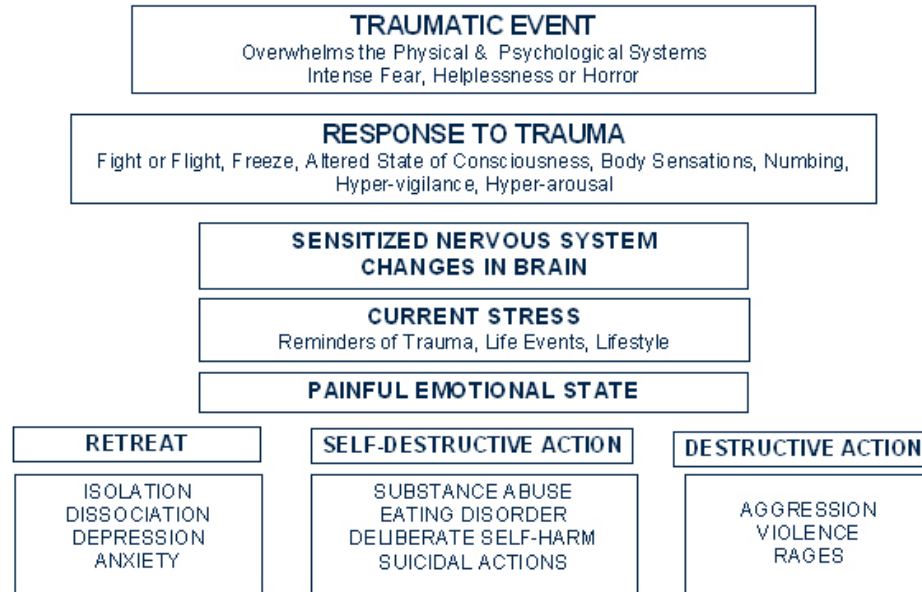 TRAUMATIC EVENT
Overwhelms the Physical & Psychological Systems
Intense Fear, Helplessness or Horror
RESPONSE TO TRAUMA
Fight or Flight, Freeze, Altered State of Consciousness, Body Sensations, Numbing,
Hyper-vigilance, Hyper-arousal
SENSITIZED NERVOUS SYSTEM
CHANGES IN BRAIN
CURRENT STRESS
Reminders of Trauma, Life Events, Lifestyle
PAINFUL EMOTIONAL STATE
RETREAT
ISOLATION
DISSOCIATION
DEPRESSION
ANXIETY
SELF-DESTRUCTIVE ACTION
SUBSTANCE ABUSE
EATING DISORDER
DELIBERATE SELF-HARM
SUICIDAL ACTIONS
DESTRUCTIVE ACTION
AGGRESSION
VIOLENCE
RAGES